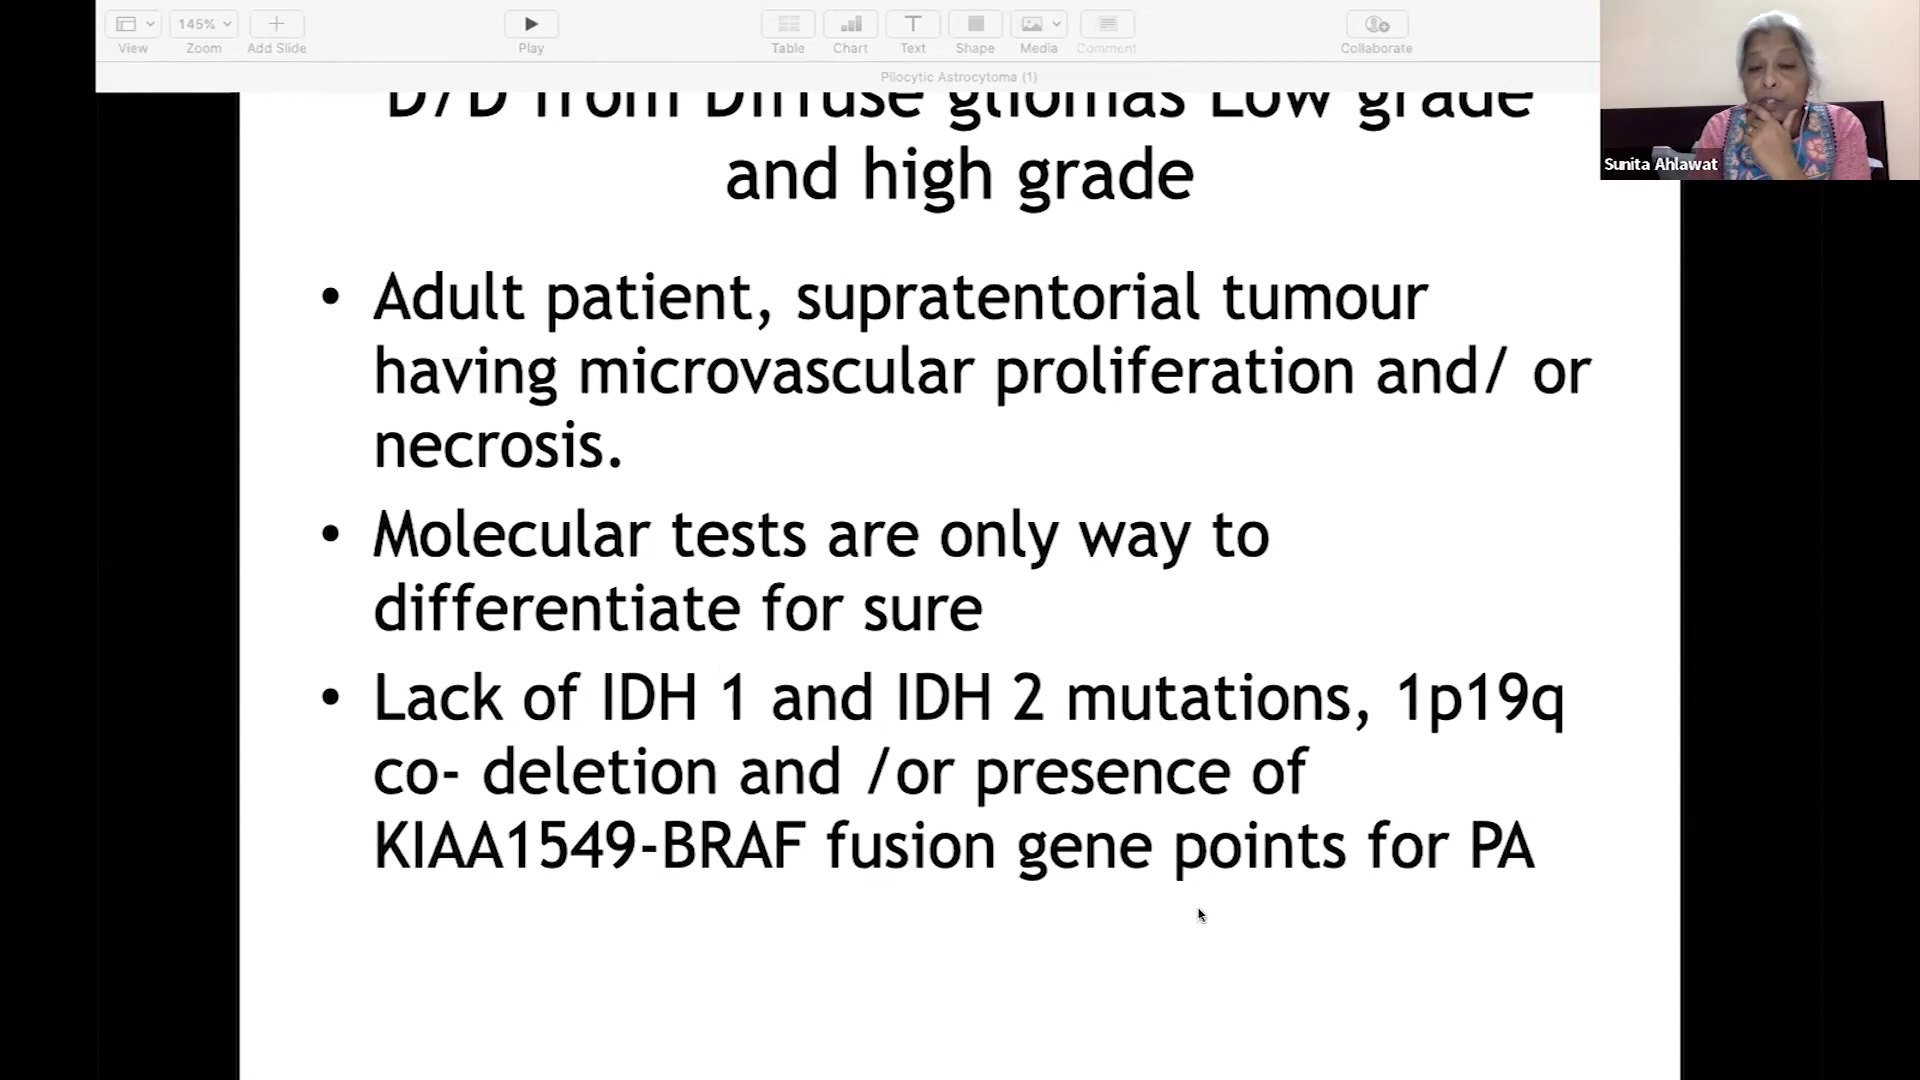 145%
View
Zoom
Add Slide
Play
Table
Chart
Text
Shape
Media
Comment
Collaborate
Pilocytic Astrocytoma (1)
D/D from Diffuse gliomas Low grade
and high grade
Sunita Ahlawat
• Adult patient, supratentorial tumour
having microvascular proliferation and/ or
necrosis.
• Molecular tests are only way to
differentiate for sure
• Lack of IDH 1 and IDH 2 mutations, 1p19q
co- deletion and /or presence of
KIAA1549-BRAF fusion gene points for PA